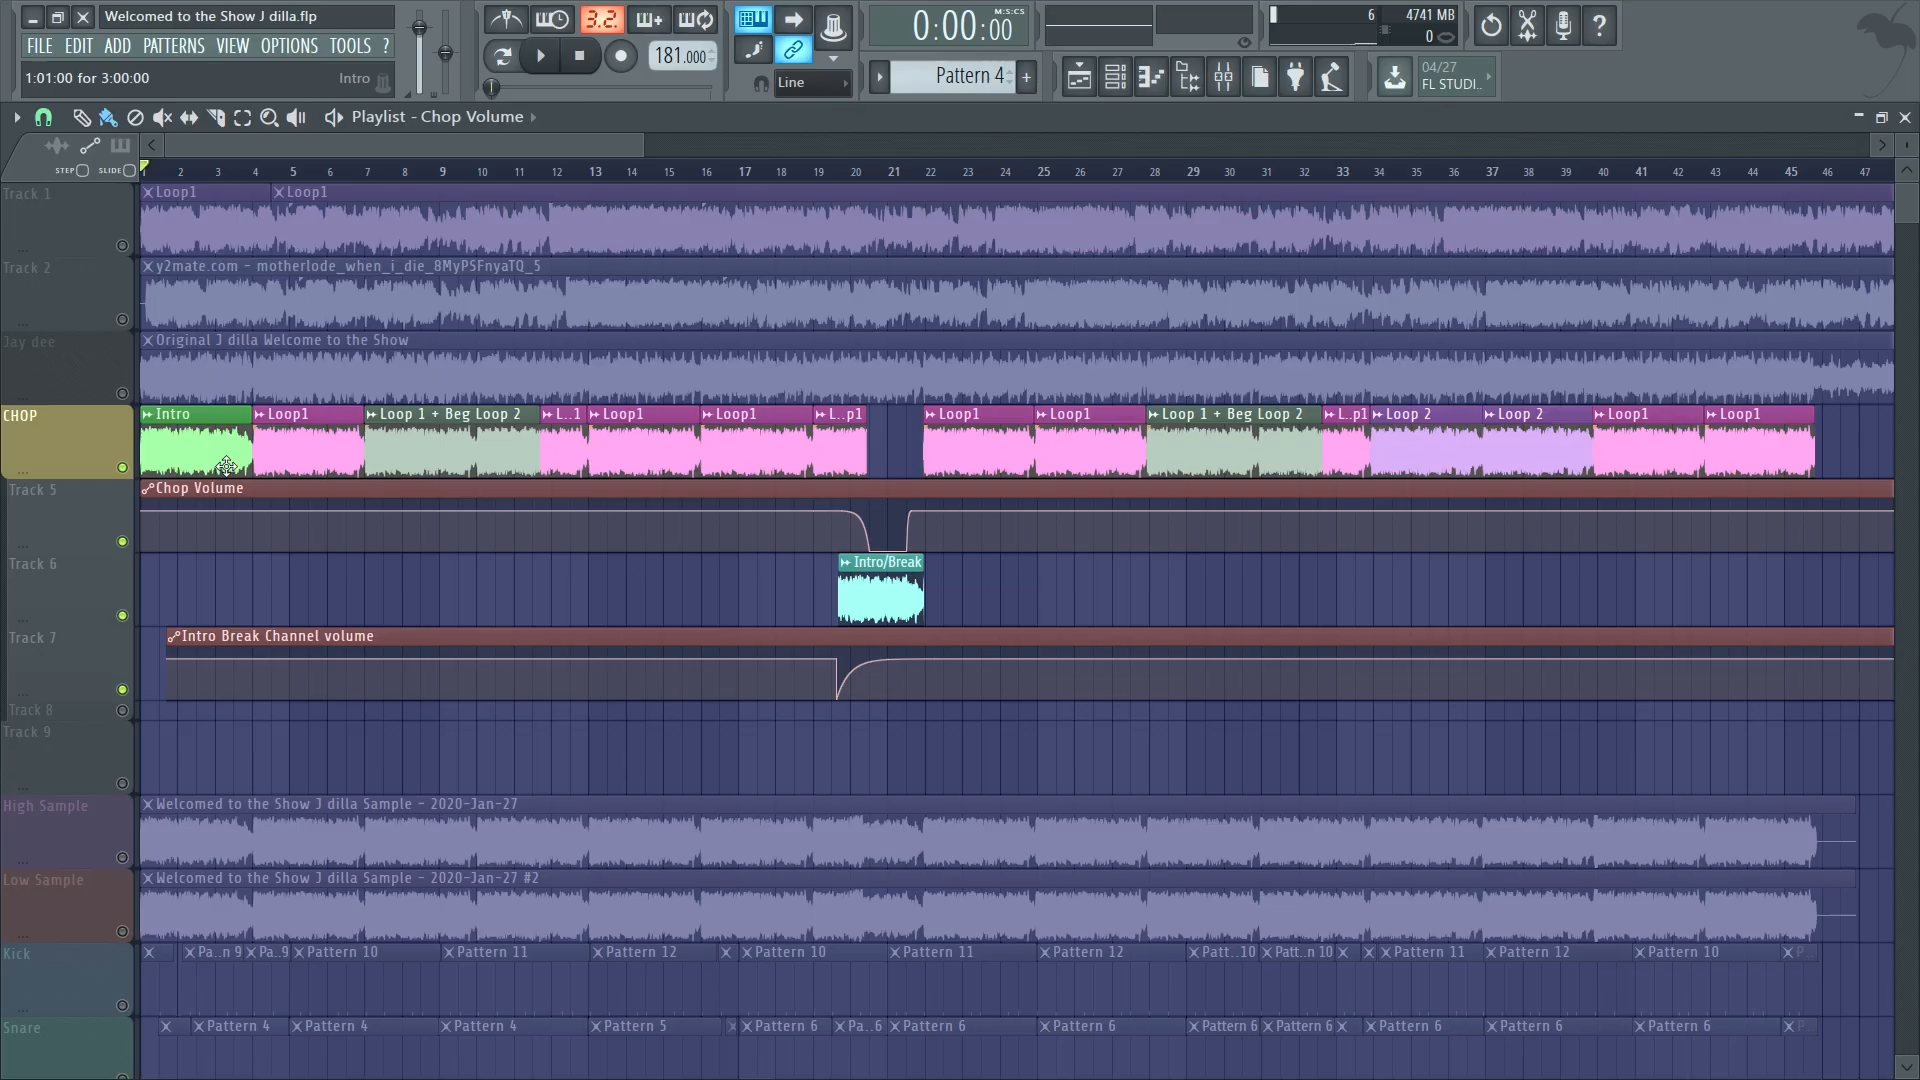 Welcomed to the Show J dilla.flp
FILE EDIT ADD PATTERNS VIEW OPTIONS TOOLS ?
1:01:00 for 3:00:00 Intro
3.2.
181.000
Line
0:00:00 M:S:CS
Pattern 4
6 4741 MB
0
04/27
FL STUDI..
Playlist - Chop Volume
STEP SLIDE
1 2 3 4 5 6 7 8 9 10 11 12 13 14 15 16 17 18 19 20 21 22 23 24 25 26 27 28 29 30 31 32 33 34 35 36 37 38 39 40 41 42 43 44 45 46 47
Track 1 Loop1 Loop1
Track 2 y2mate.com - motherlode_when_i_die_8MyPSFnyaTQ_5
Jay dee Original J dilla Welcome to the Show
CHOP Intro Loop1 Loop 1 + Beg Loop 2 L..1 Loop1 Loop1 L..p1 Loop1 Loop1 Loop 1 + Beg Loop 2 L..p1 Loop 2 Loop 2 Loop1 Loop1
Track 5 Chop Volume
Track 6 Intro/Break
Track 7 Intro Break Channel volume
Track 8
Track 9
High Sample Welcomed to the Show J dilla Sample - 2020-Jan-27
Low Sample Welcomed to the Show J dilla Sample - 2020-Jan-27 #2
Kick Pa..n 9 Pa..9 Pattern 10 Pattern 11 Pattern 12 Pattern 10 Pattern 11 Pattern 12 Patt..10 Patt..n 10 Pattern 11 Pattern 12 Pattern 10 P..
Snare Pattern 4 Pattern 4 Pattern 4 Pattern 5 Pattern 6 Pa..6 Pattern 6 Pattern 6 Pattern 6 Pattern 6 Pattern 6 Pattern 6 Pattern 6 P..